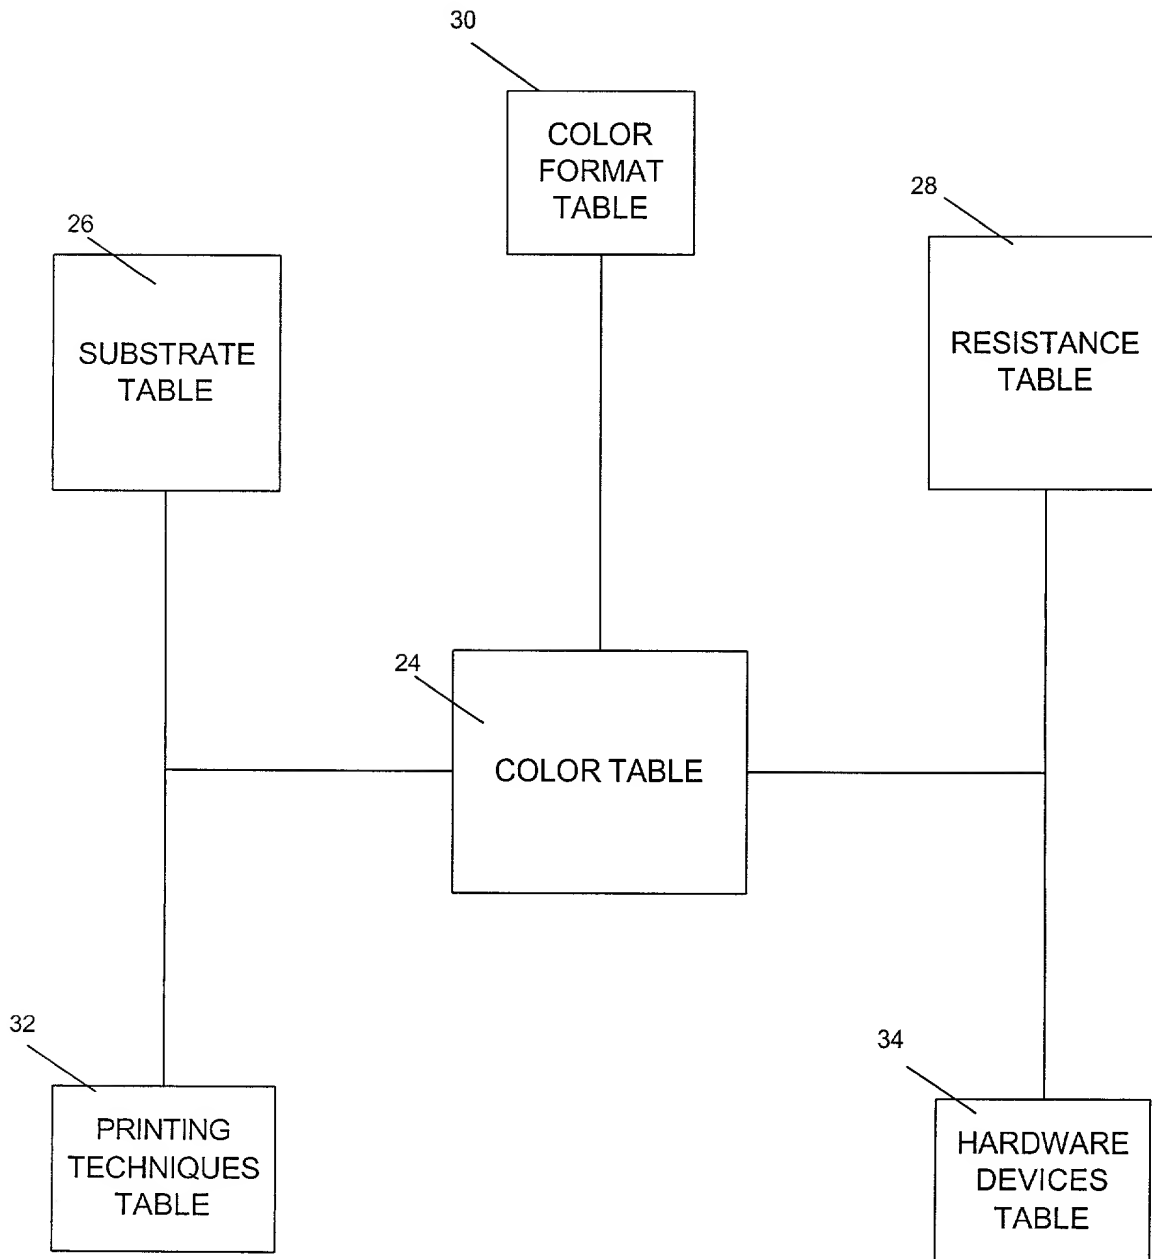 30
COLOR
FORMAT
TABLE
28
26
RESISTANCE
TABLE
SUBSTRATE
TABLE
24
COLOR TABLE
32
34
PRINTING
TECHNIQUES
TABLE
HARDWARE
DEVICES
TABLE